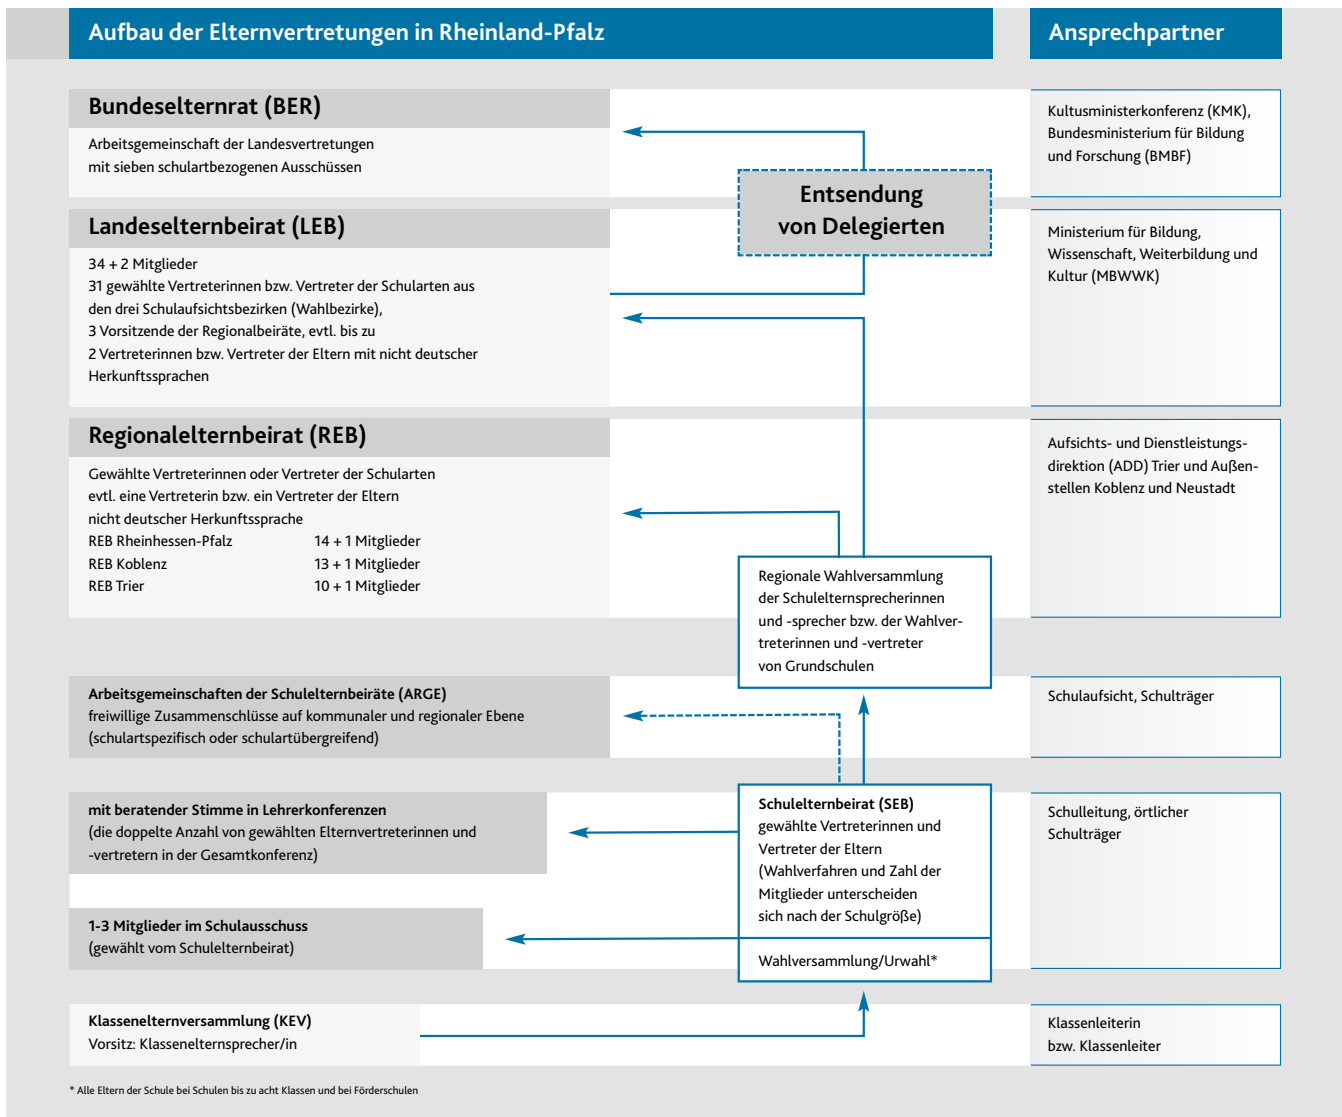 Aufbau der Elternvertretungen in Rheinland-Pfalz
Ansprechpartner
Bundeselternrat (BER)
Arbeitsgemeinschaft der Landesvertretungen
mit sieben schulartbezogenen Ausschüssen
Kultusministerkonferenz (KMK),
Bundesministerium für Bildung
und Forschung (BMBF)
Entsendung
von Delegierten
Landeselternbeirat (LEB)
34 + 2 Mitglieder
31 gewählte Vertreterinnen bzw. Vertreter der Schularten aus
den drei Schulaufsichtsbezirken (Wahlbezirke),
3 Vorsitzende der Regionalbeiräte, evtl. bis zu
2 Vertreterinnen bzw. Vertreter der Eltern mit nicht deutscher
Herkunftssprachen
Ministerium für Bildung,
Wissenschaft, Weiterbildung und
Kultur (MBWWK)
Regionalelternbeirat (REB)
Gewählte Vertreterinnen oder Vertreter der Schularten
evtl. eine Vertreterin bzw. ein Vertreter der Eltern
nicht deutscher Herkunftssprache
REB Rheinhessen-Pfalz 14 + 1 Mitglieder
REB Koblenz 13 + 1 Mitglieder
REB Trier 10 + 1 Mitglieder
Aufsichts- und Dienstleistungs-
direktion (ADD) Trier und Außen-
stellen Koblenz und Neustadt
Regionale Wahlversammlung
der Schulelternsprecherinnen
und -sprecher bzw. der Wahlver-
treterinnen und -vertreter
von Grundschulen
Arbeitsgemeinschaften der Schulelternbeiräte (ARGE)
freiwillige Zusammenschlüsse auf kommunaler und regionaler Ebene
(schulartspezifisch oder schulartübergreifend)
Schulaufsicht, Schulträger
mit beratender Stimme in Lehrerkonferenzen
(die doppelte Anzahl von gewählten Elternvertreterinnen und
-vertretern in der Gesamtkonferenz)
Schulelternbeirat (SEB)
gewählte Vertreterinnen und
Vertreter der Eltern
(Wahlverfahren und Zahl der
Mitglieder unterscheiden
sich nach der Schulgröße)
Wahlversammlung/Urwahl*
Schulleitung, örtlicher
Schulträger
1-3 Mitglieder im Schulausschuss
(gewählt vom Schulelternbeirat)
Klassenelternversammlung (KEV)
Vorsitz: Klassenelternsprecher/in
Klassenleiterin
bzw. Klassenleiter
* Alle Eltern der Schule bei Schulen bis zu acht Klassen und bei Förderschulen